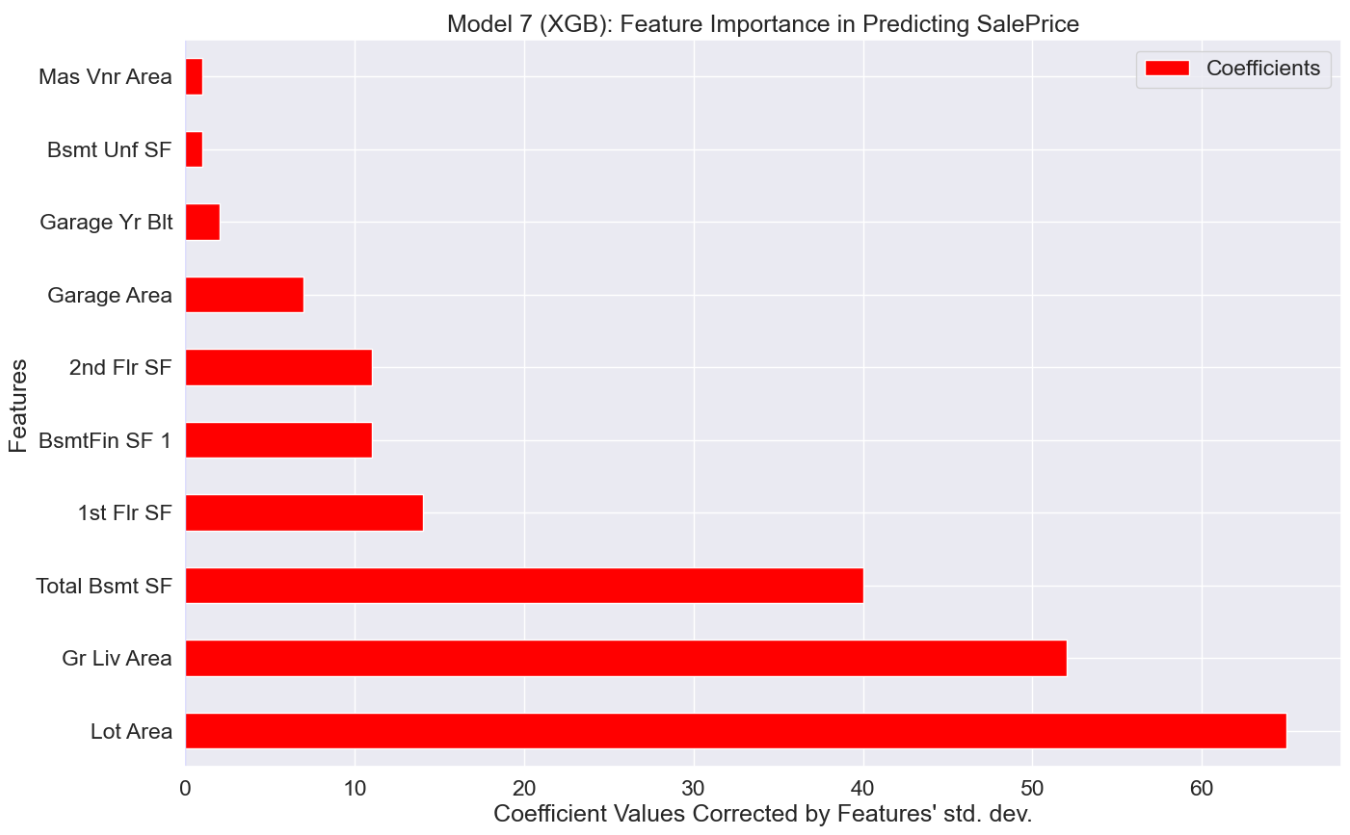 Model 7 (XGB): Feature Importance in Predicting SalePrice
Coefficients
Features
Mas Vnr Area
Bsmt Unf SF
Garage Yr Blt
Garage Area
2nd Flr SF
BsmtFin SF 1
1st Flr SF
Total Bsmt SF
Gr Liv Area
Lot Area
0 10 20 30 40 50 60
Coefficient Values Corrected by Features' std. dev.